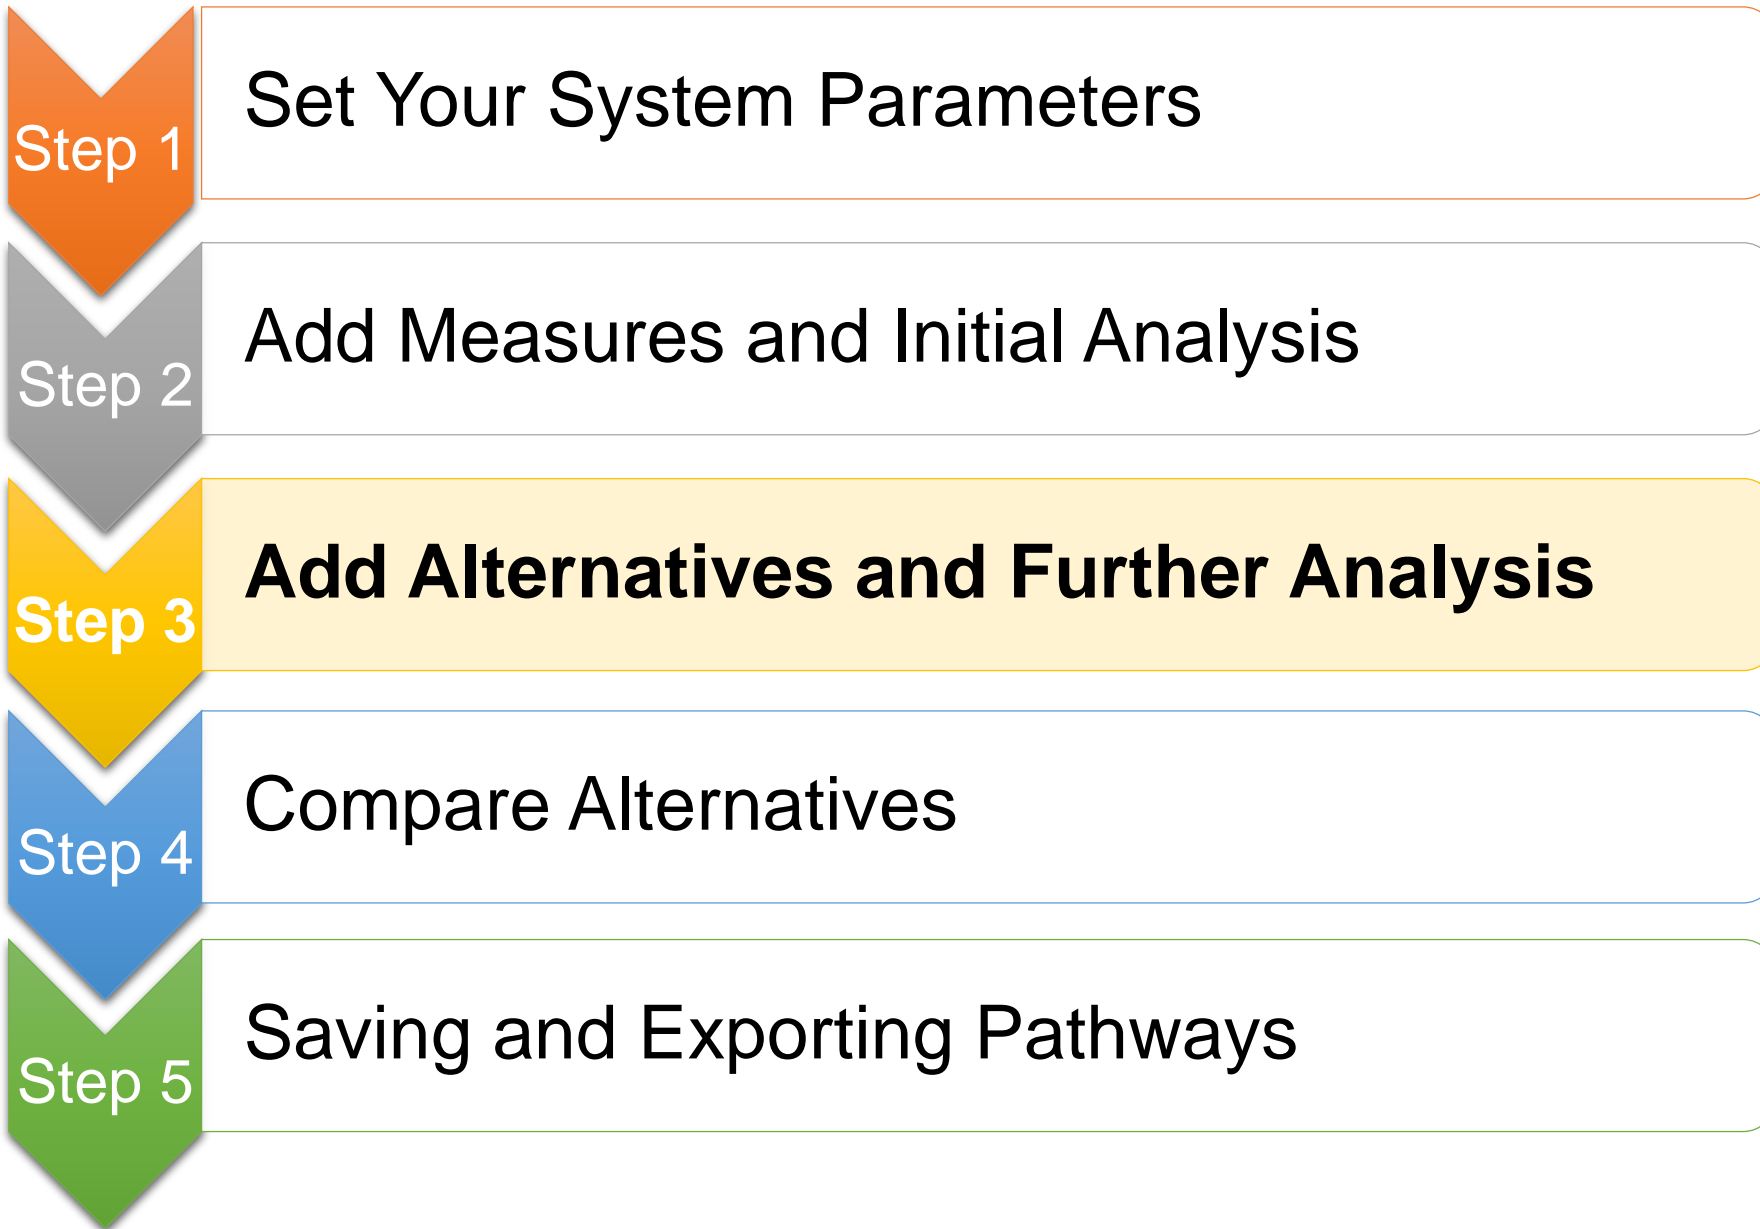 Step 1
Set Your System Parameters
Step 2
Add Measures and Initial Analysis
Step 3
Add Alternatives and Further Analysis
Step 4
Compare Alternatives
Step 5
Saving and Exporting Pathways